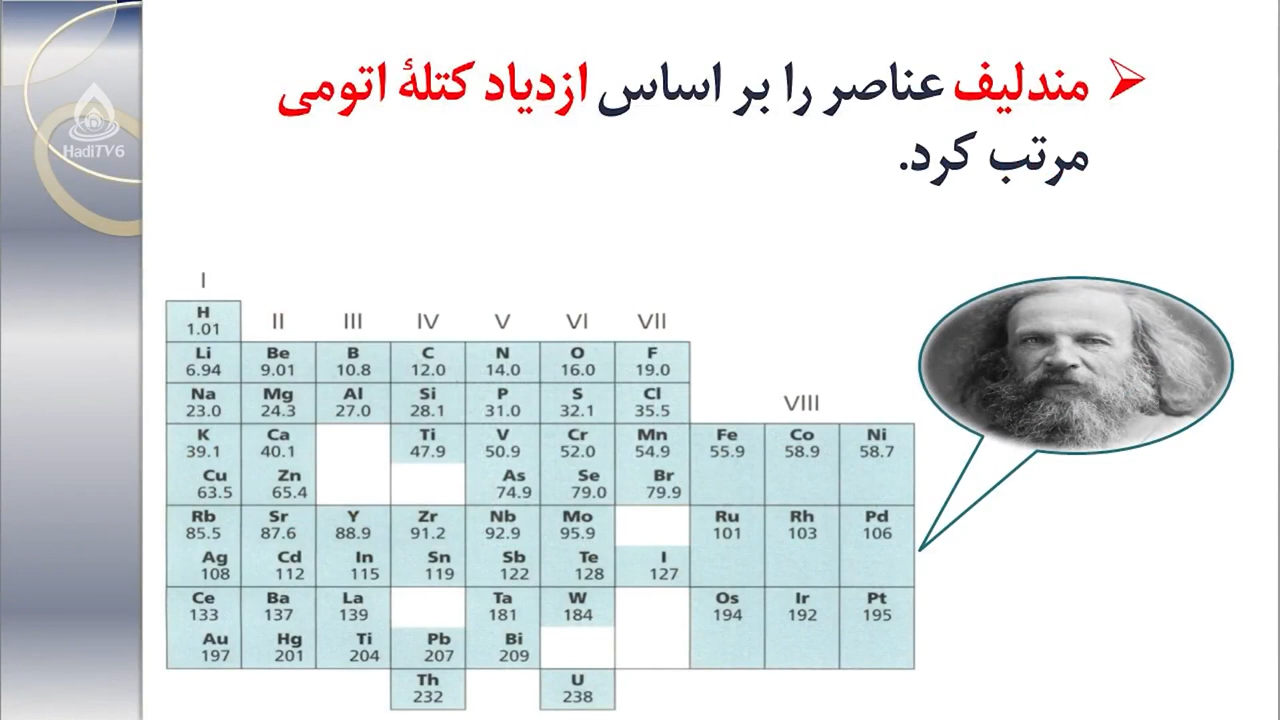 مندلیف عناصر را بر اساس ازدیاد کتلهٔ اتومی
مرتب کرد.
HadiTV6
I
II III IV V VI VII
VIII
H
1.01
Li Be B C N O F
6.94 9.01 10.8 12.0 14.0 16.0 19.0
Na Mg Al Si P S Cl
23.0 24.3 27.0 28.1 31.0 32.1 35.5
K Ca Ti V Cr Mn Fe Co Ni
39.1 40.1 47.9 50.9 52.0 54.9 55.9 58.9 58.7
Cu Zn As Se Br
63.5 65.4 74.9 79.0 79.9
Rb Sr Y Zr Nb Mo Ru Rh Pd
85.5 87.6 88.9 91.2 92.9 95.9 101 103 106
Ag Cd In Sn Sb Te I
108 112 115 119 122 128 127
Ce Ba La Ta W Os Ir Pt
133 137 139 181 184 194 192 195
Au Hg Ti Pb Bi
197 201 204 207 209
Th U
232 238